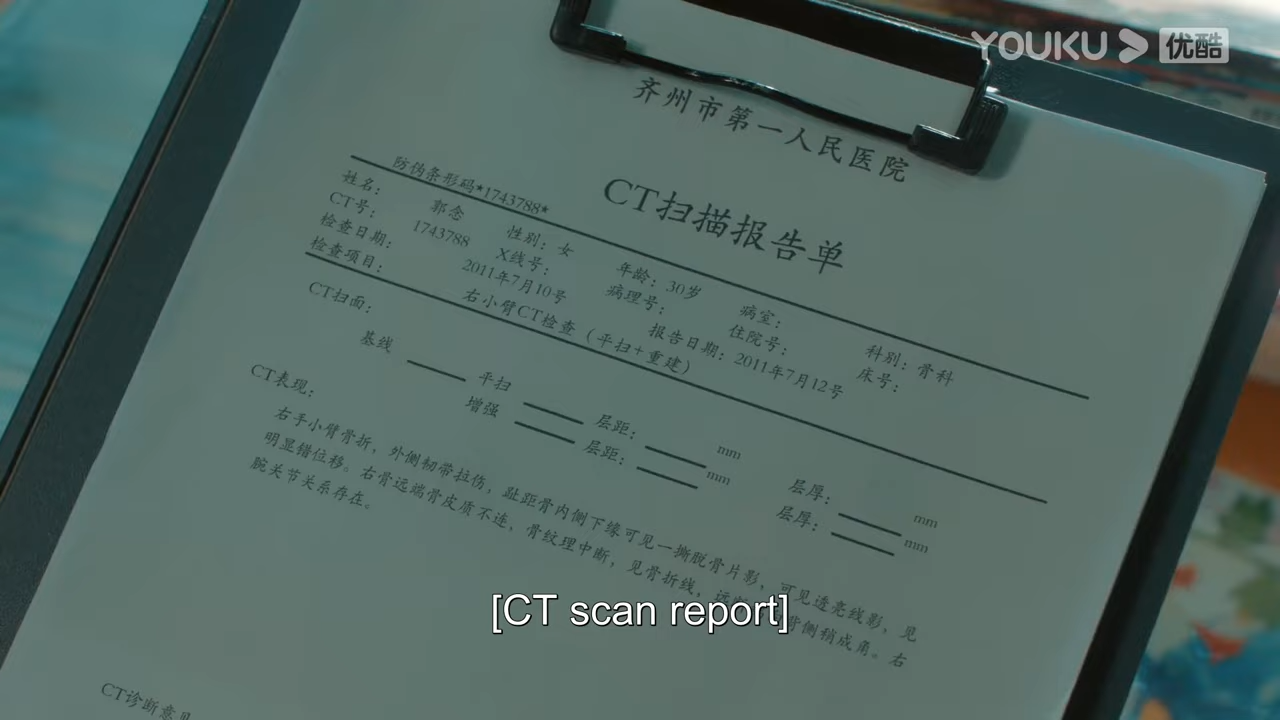 YOUKU 优酷
齐州市第一人民医院
CT扫描报告单
防伪条形码*1743788*
姓名： 郭念 性别：女 年龄：30岁 病室： 科别：骨科
CT号： 1743788 X线号： 病理号： 住院号： 床号：
检查日期： 2011年7月10号 报告日期：2011年7月12号
检查项目： 右小臂CT检查（平扫+重建）
CT扫面：
基线 平扫 层距： mm 层厚： mm
增强 层距： mm 层厚： mm
CT表现：
右手小臂骨折，外侧韧带拉伤，趾距骨内侧下缘可见一撕脱骨片影，可见透亮线影，见
明显错位移。右骨远端骨皮质不连，骨纹理中断，见骨折线，远 背侧稍成角。右
腕关节关系存在。
[CT scan report]
CT诊断意见